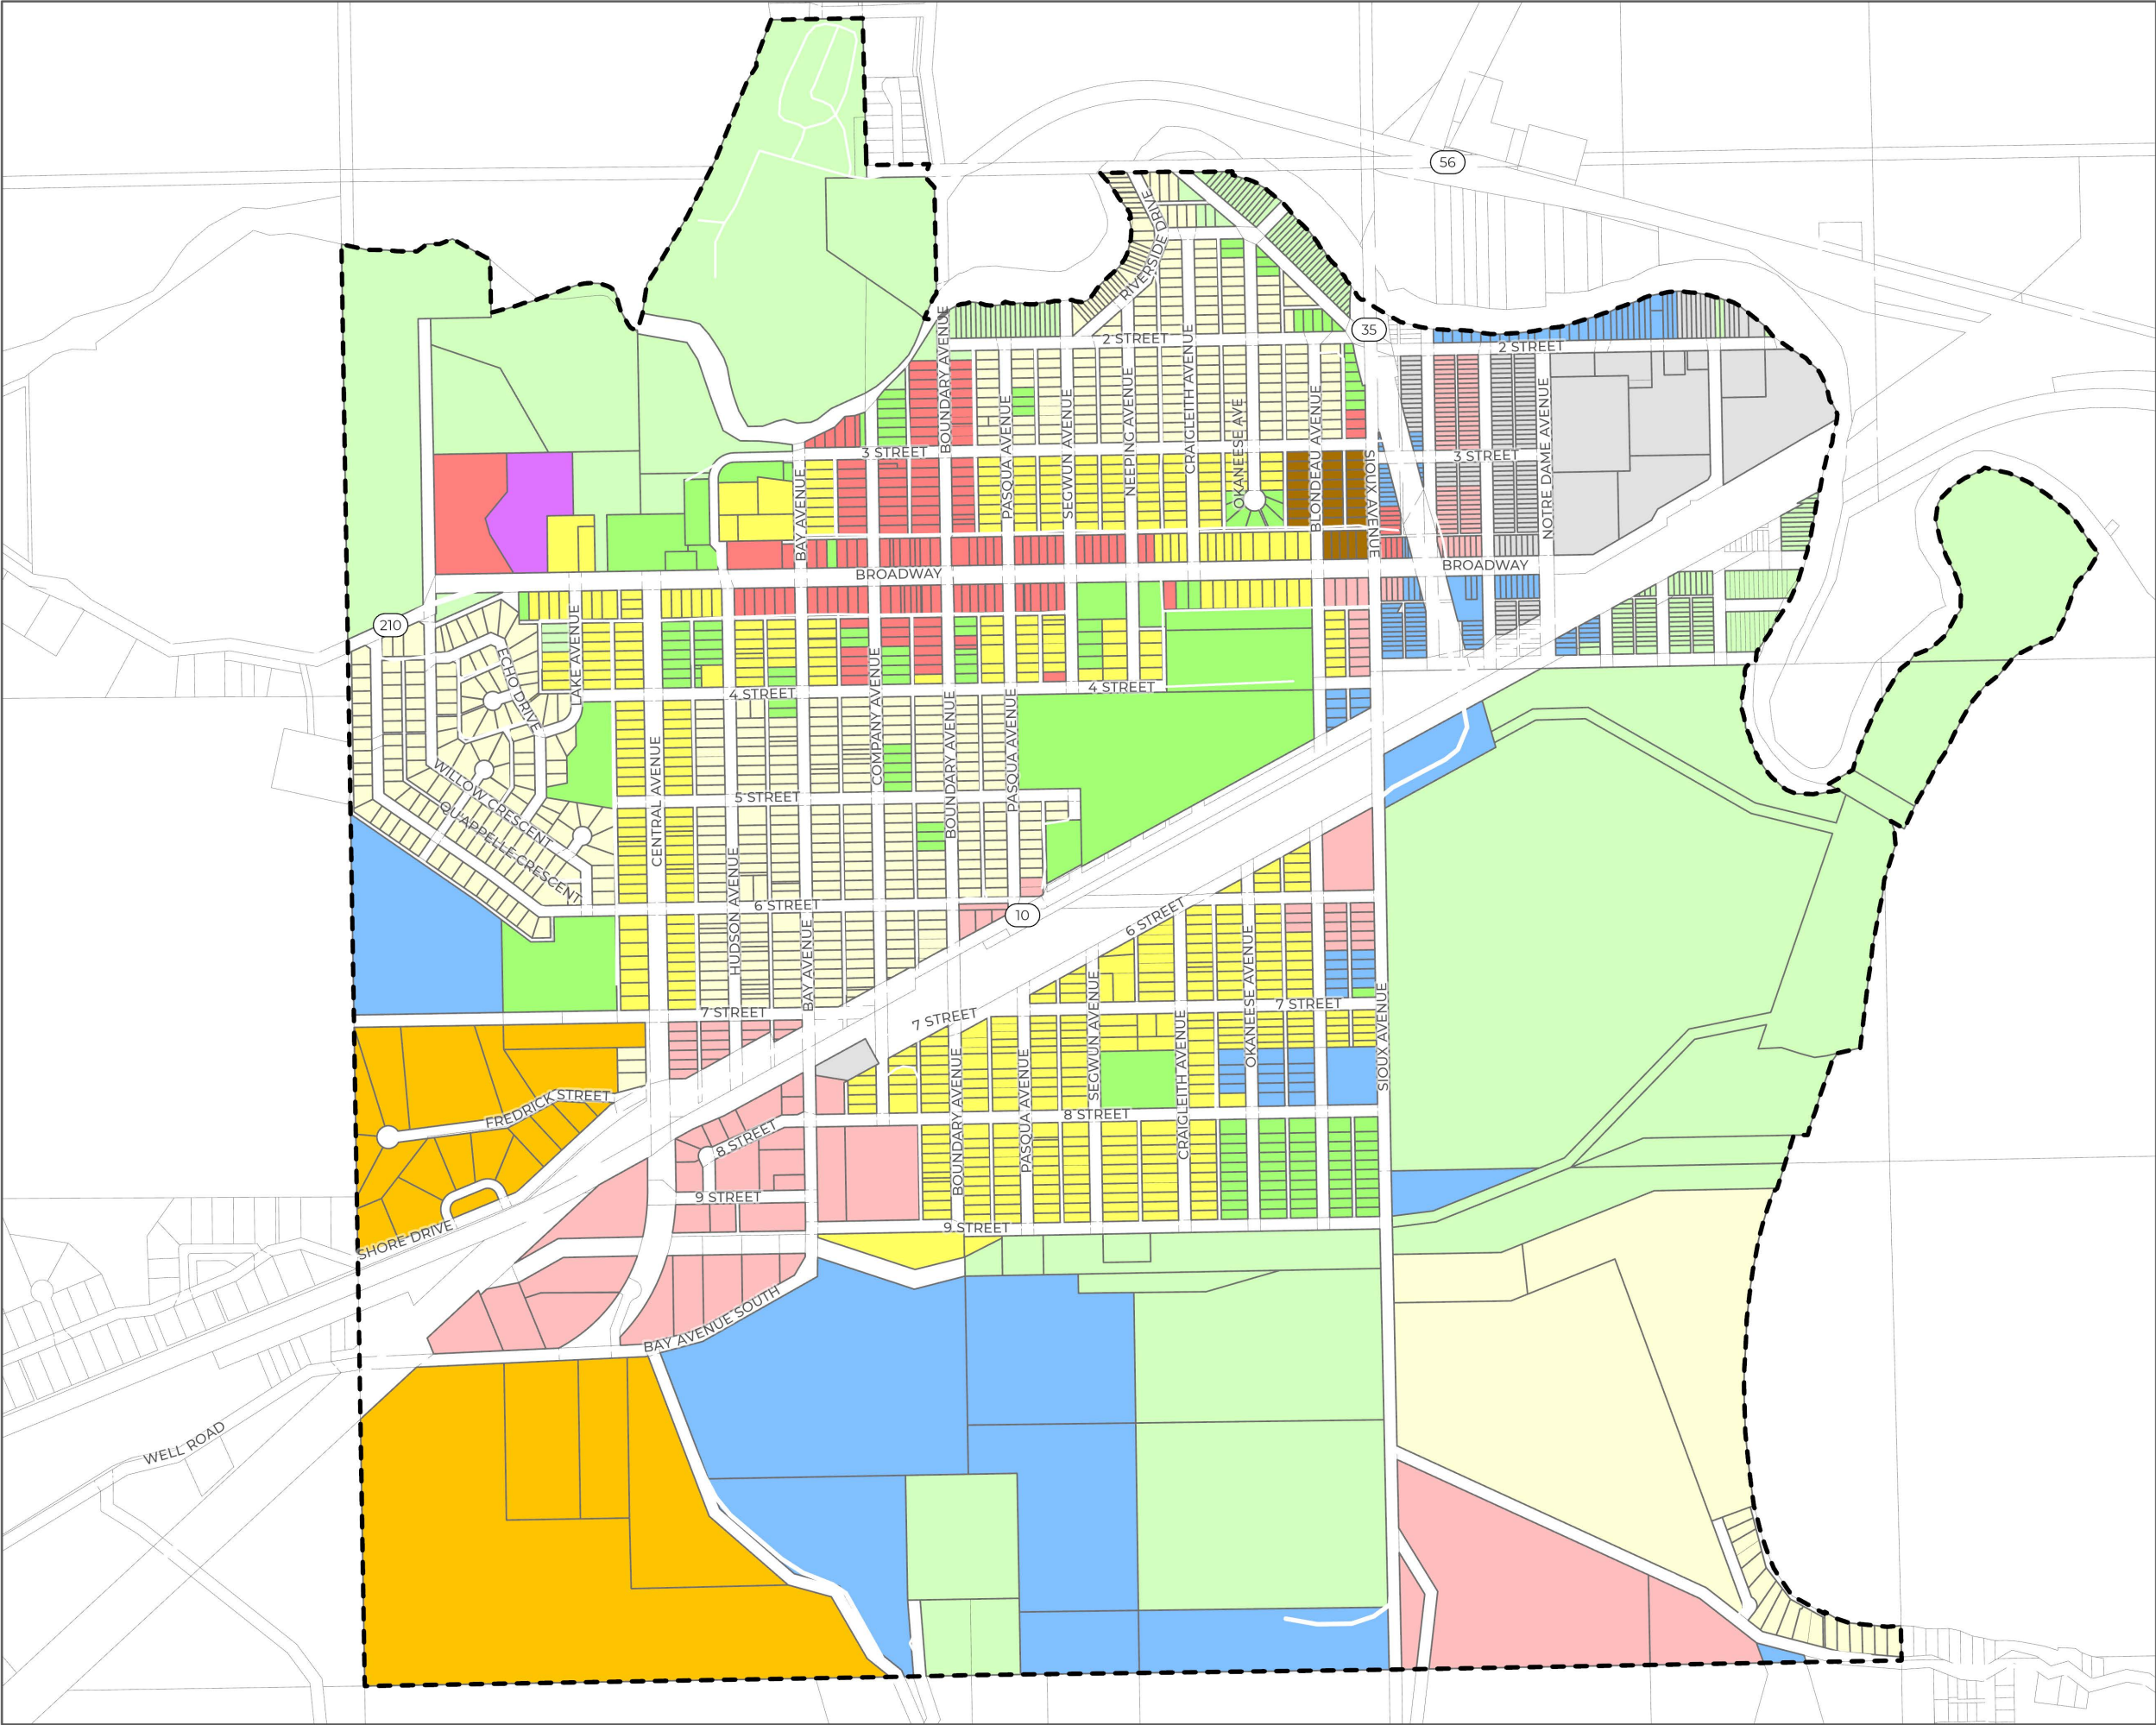 56
RIVERSIDE DRIVE
35
2 STREET
2 STREET
BOUNDARY AVENUE
CRAIGLEITH AVENUE
NEEPING AVENUE
SEGWUN AVENUE
PASQUA AVENUE
OKANEESE AVE
BLONDEAU AVENUE
NOTRE DAME AVENUE
3 STREET
3 STREET
SIOUX AVENUE
BAY AVENUE
BROADWAY
BROADWAY
210
LAKE AVENUE
ECHO DRIVE
4 STREET
4 STREET
COMPANY AVENUE
BOUNDARY AVENUE
PASQUA AVENUE
CENTRAL AVENUE
WILLOW CRESCENT
QU'APPELLE CRESCENT
5 STREET
HUDSON AVENUE
6 STREET
10
6 STREET
BAY AVENUE
OKANEESE AVENUE
SEGWUN AVENUE
7 STREET
7 STREET
7 STREET
SIOUX AVENUE
CRAIGLEITH AVENUE
BOUNDARY AVENUE
PASQUA AVENUE
FREDRICK STREET
8 STREET
8 STREET
9 STREET
9 STREET
SHORE DRIVE
BAY AVENUE SOUTH
WELL ROAD